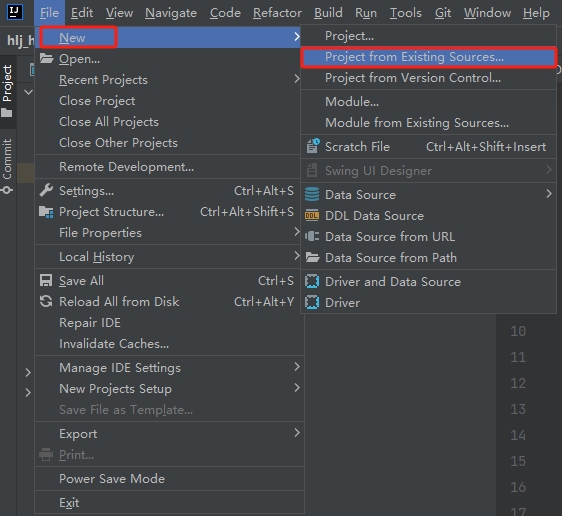 IJ File Edit View Navigate Code Refactor Build Run Tools Git Window Help
hlj_h
Project
Commit
New
Open...
Recent Projects
Close Project
Close All Projects
Close Other Projects
Remote Development...
Settings... Ctrl+Alt+S
Project Structure... Ctrl+Alt+Shift+S
File Properties
Local History
Save All Ctrl+S
Reload All from Disk Ctrl+Alt+Y
Repair IDE
Invalidate Caches...
Manage IDE Settings
New Projects Setup
Save File as Template...
Export
Print...
Power Save Mode
Exit
Project...
Project from Existing Sources...
Project from Version Control...
Module...
Module from Existing Sources...
Scratch File Ctrl+Alt+Shift+Insert
Swing UI Designer
Data Source
DDL Data Source
Data Source from URL
Data Source from Path
Driver and Data Source
Driver
10
11
12
13
14
15
16
17